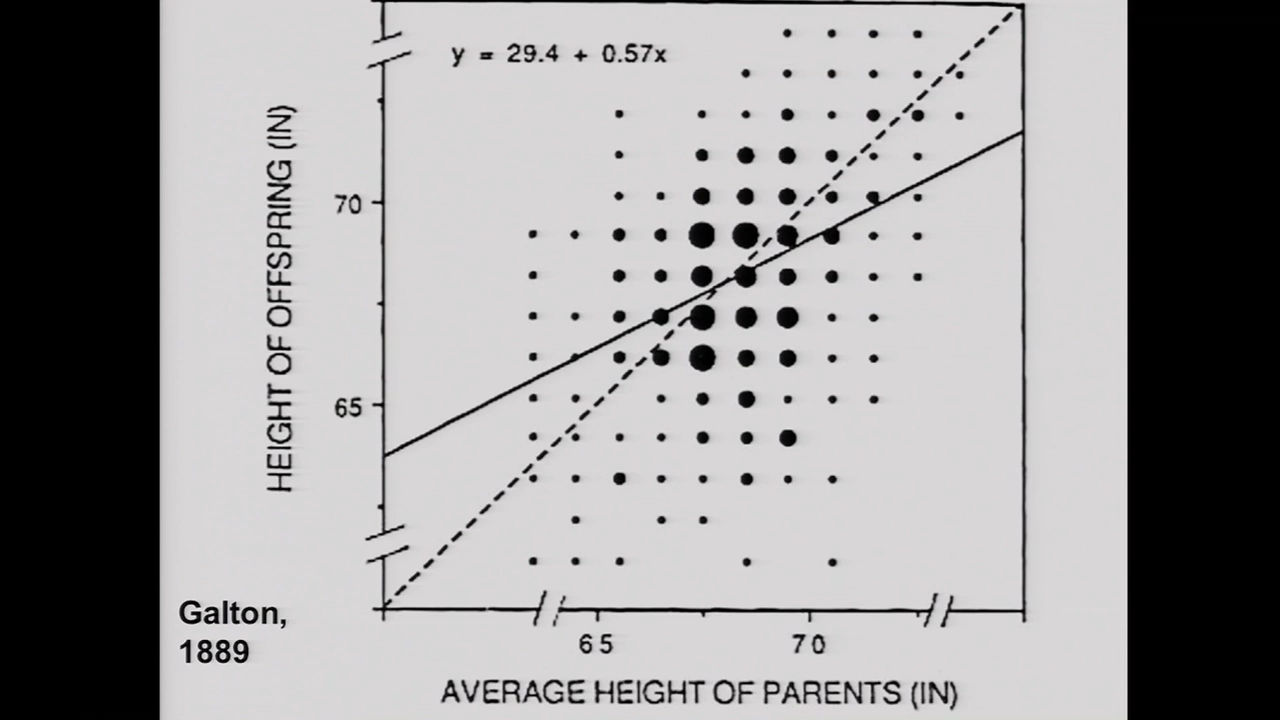 y = 29.4 + 0.57x
HEIGHT OF OFFSPRING (IN)
70
65
65
70
AVERAGE HEIGHT OF PARENTS (IN)
Galton,
1889